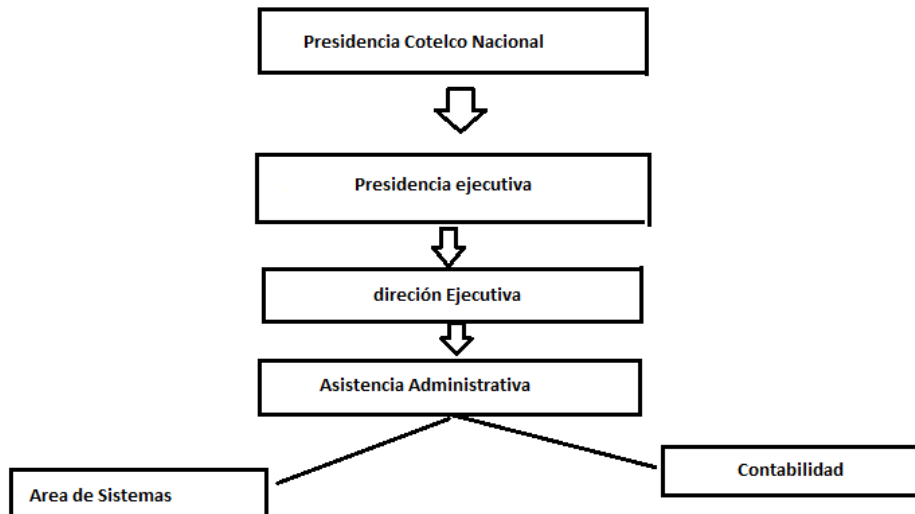 Presidencia Cotelco Nacional
Presidencia ejecutiva
direción Ejecutiva
Asistencia Administrativa
Contabilidad
Area de Sistemas